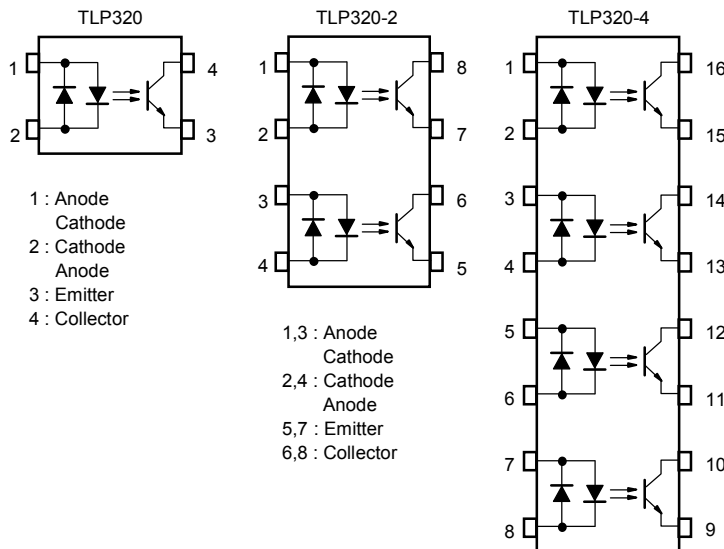 TLP320
1
2
4
3
1 : Anode
Cathode
2 : Cathode
Anode
3 : Emitter
4 : Collector
TLP320-2
1
2
3
4
8
7
6
5
1,3 : Anode
Cathode
2,4 : Cathode
Anode
5,7 : Emitter
6,8 : Collector
TLP320-4
1
2
3
4
5
6
7
8
16
15
14
13
12
11
10
9